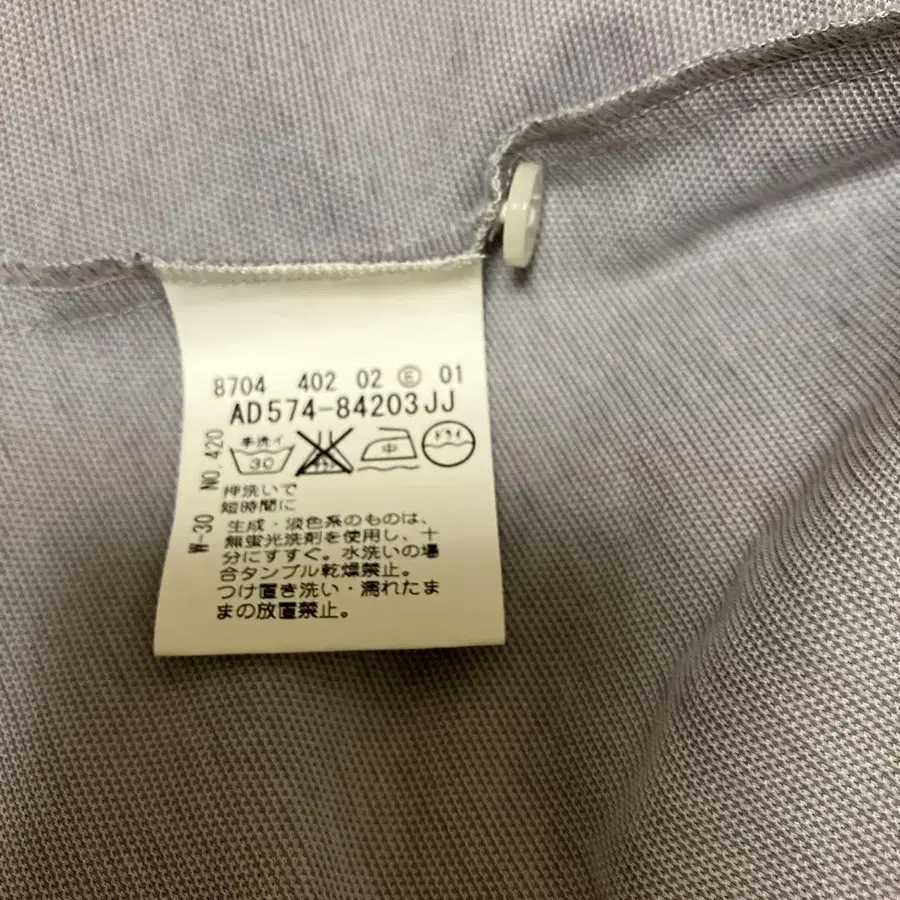 8704 402 02 Ⓔ 01
AD574-84203JJ
手洗イ
30
中
ドライ
押洗いで
短時間に
生成・淡色系のものは、
無蛍光洗剤を使用し、十
分にすすぐ。水洗いの場
合タンブル乾燥禁止。
つけ置き洗い・濡れたま
まの放置禁止。
W-30 NO.420